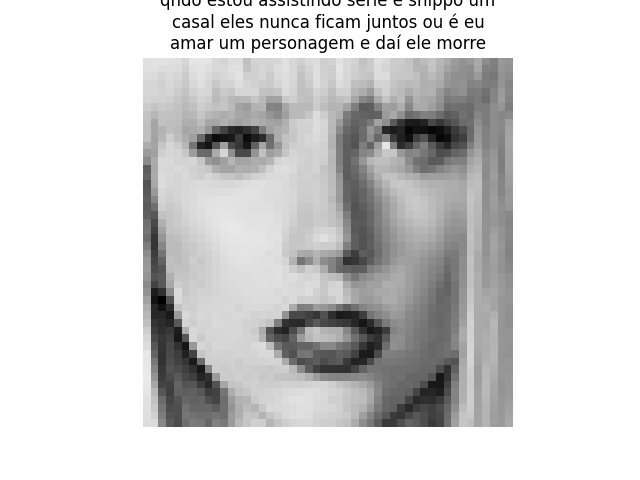 qndo estou assistindo série e shippo um
casal eles nunca ficam juntos ou é eu
amar um personagem e daí ele morre